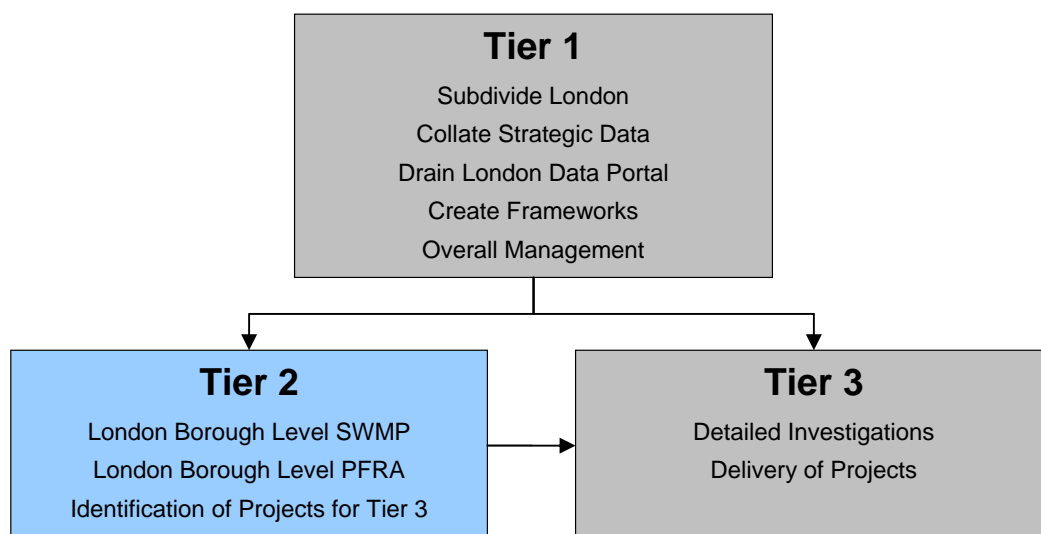 Tier 1
Subdivide London
Collate Strategic Data
Drain London Data Portal
Create Frameworks
Overall Management
Tier 2
London Borough Level SWMP
London Borough Level PFRA
Identification of Projects for Tier 3
Tier 3
Detailed Investigations
Delivery of Projects